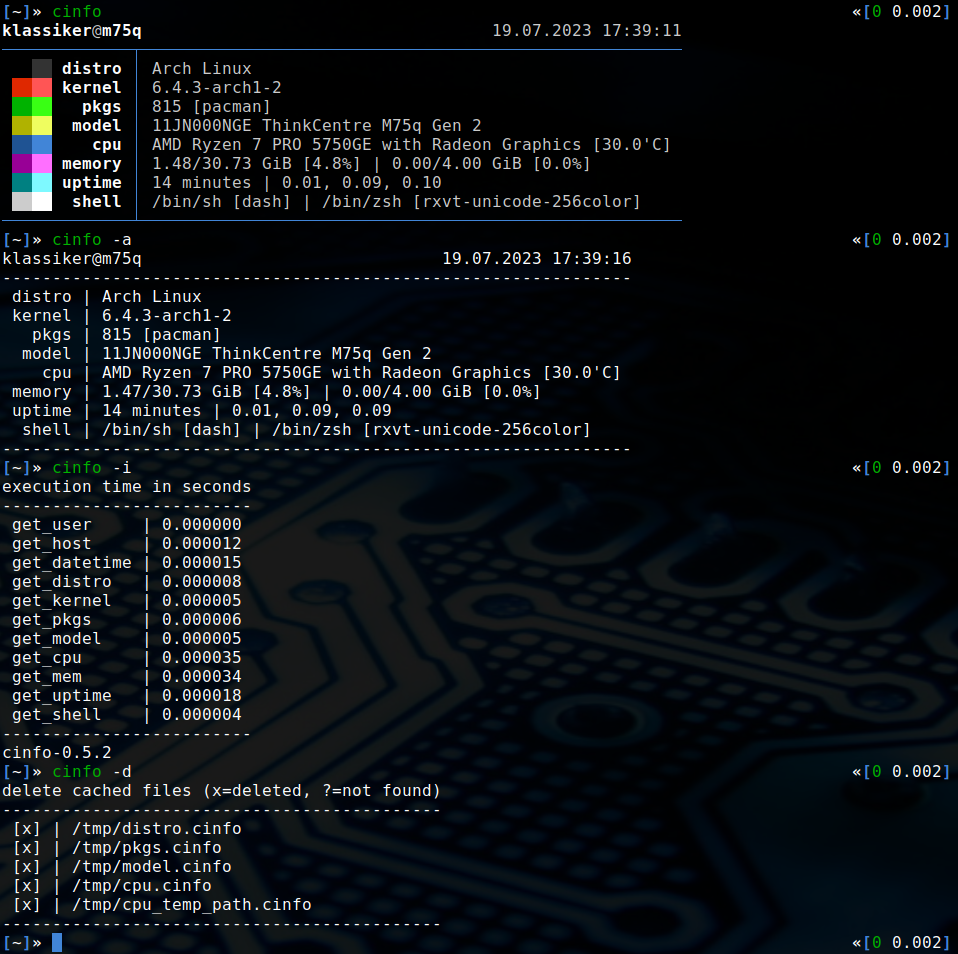 [~]» cinfo «[0 0.002]
klassiker@m75q 19.07.2023 17:39:11
distro Arch Linux
kernel 6.4.3-arch1-2
pkgs 815 [pacman]
model 11JN000NGE ThinkCentre M75q Gen 2
cpu AMD Ryzen 7 PRO 5750GE with Radeon Graphics [30.0'C]
memory 1.48/30.73 GiB [4.8%] | 0.00/4.00 GiB [0.0%]
uptime 14 minutes | 0.01, 0.09, 0.10
shell /bin/sh [dash] | /bin/zsh [rxvt-unicode-256color]
[~]» cinfo -a «[0 0.002]
klassiker@m75q 19.07.2023 17:39:16
---------------------------------------------------------------
distro | Arch Linux
kernel | 6.4.3-arch1-2
pkgs | 815 [pacman]
model | 11JN000NGE ThinkCentre M75q Gen 2
cpu | AMD Ryzen 7 PRO 5750GE with Radeon Graphics [30.0'C]
memory | 1.47/30.73 GiB [4.8%] | 0.00/4.00 GiB [0.0%]
uptime | 14 minutes | 0.01, 0.09, 0.09
shell | /bin/sh [dash] | /bin/zsh [rxvt-unicode-256color]
---------------------------------------------------------------
[~]» cinfo -i «[0 0.002]
execution time in seconds
-------------------------
get_user | 0.000000
get_host | 0.000012
get_datetime | 0.000015
get_distro | 0.000008
get_kernel | 0.000005
get_pkgs | 0.000006
get_model | 0.000005
get_cpu | 0.000035
get_mem | 0.000034
get_uptime | 0.000018
get_shell | 0.000004
-------------------------
cinfo-0.5.2
[~]» cinfo -d «[0 0.002]
delete cached files (x=deleted, ?=not found)
--------------------------------------------
[x] | /tmp/distro.cinfo
[x] | /tmp/pkgs.cinfo
[x] | /tmp/model.cinfo
[x] | /tmp/cpu.cinfo
[x] | /tmp/cpu_temp_path.cinfo
--------------------------------------------
[~]» «[0 0.002]